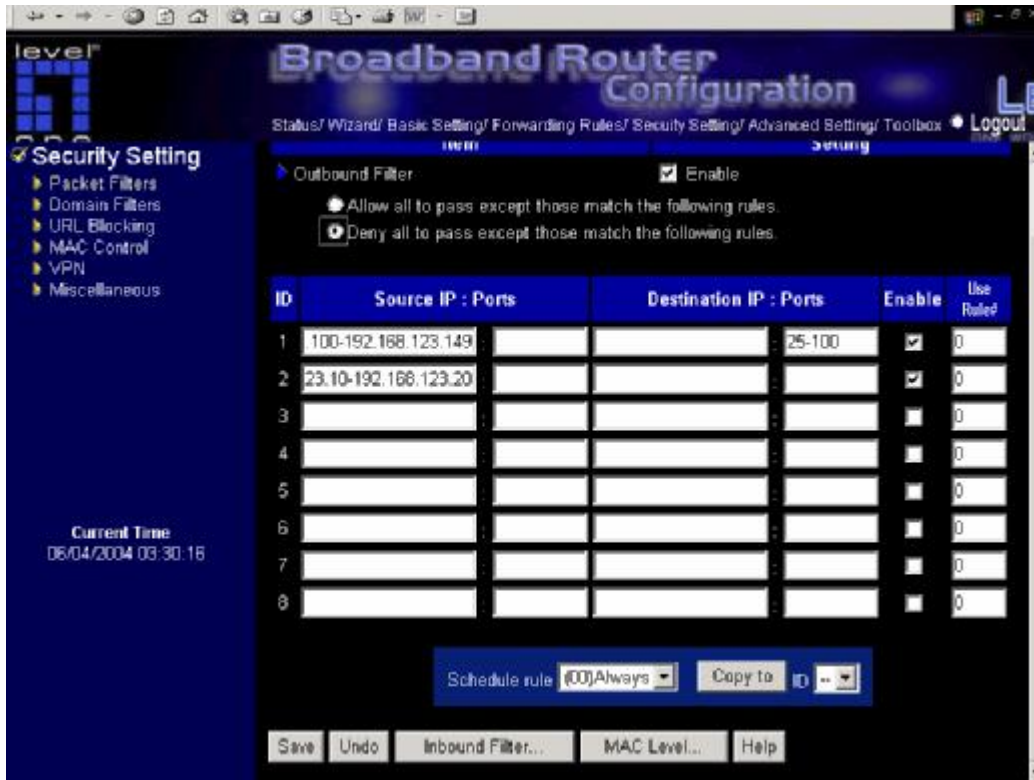 level
Broadband Router
Configuration
Status/ Wizard/ Basic Setting/ Forwarding Rules/ Security Setting/ Advanced Setting/ Toolbox Logout
Security Setting
Packet Filters
Domain Filters
URL Blocking
MAC Control
VPN
Miscellaneous
Current Time
06/04/2004 03:30:16
Item Setting
Outbound Filter Enable
Allow all to pass except those match the following rules.
Deny all to pass except those match the following rules.
ID Source IP : Ports Destination IP : Ports Enable Use Rule#
1 .100-192.168.123.149 : : 25-100 0
2 23.10-192.168.123.20 : : 0
3 : : 0
4 : : 0
5 : : 0
6 : : 0
7 : : 0
8 : : 0
Schedule rule (00)Always Copy to ID --
Save Undo Inbound Filter... MAC Level... Help